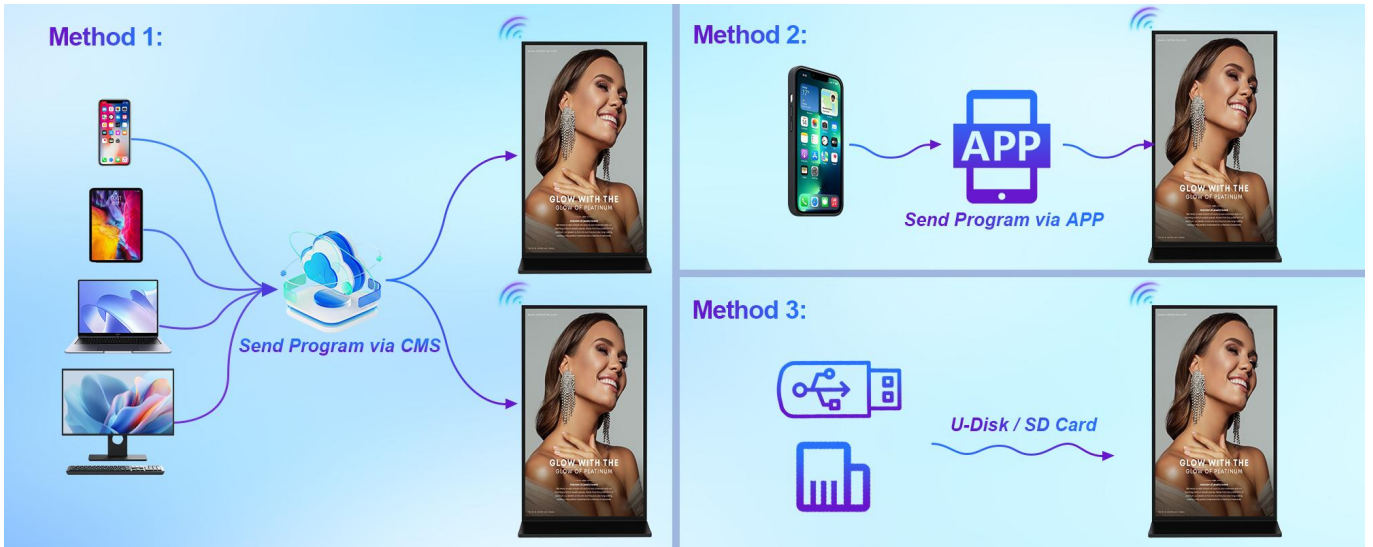 Method 1:
Send Program via CMS
GLOW WITH THE
GLOW OF PLATINUM
GLOW WITH THE
GLOW OF PLATINUM
Method 2:
APP
Send Program via APP
GLOW WITH THE
GLOW OF PLATINUM
Method 3:
U-Disk / SD Card
GLOW WITH THE
GLOW OF PLATINUM